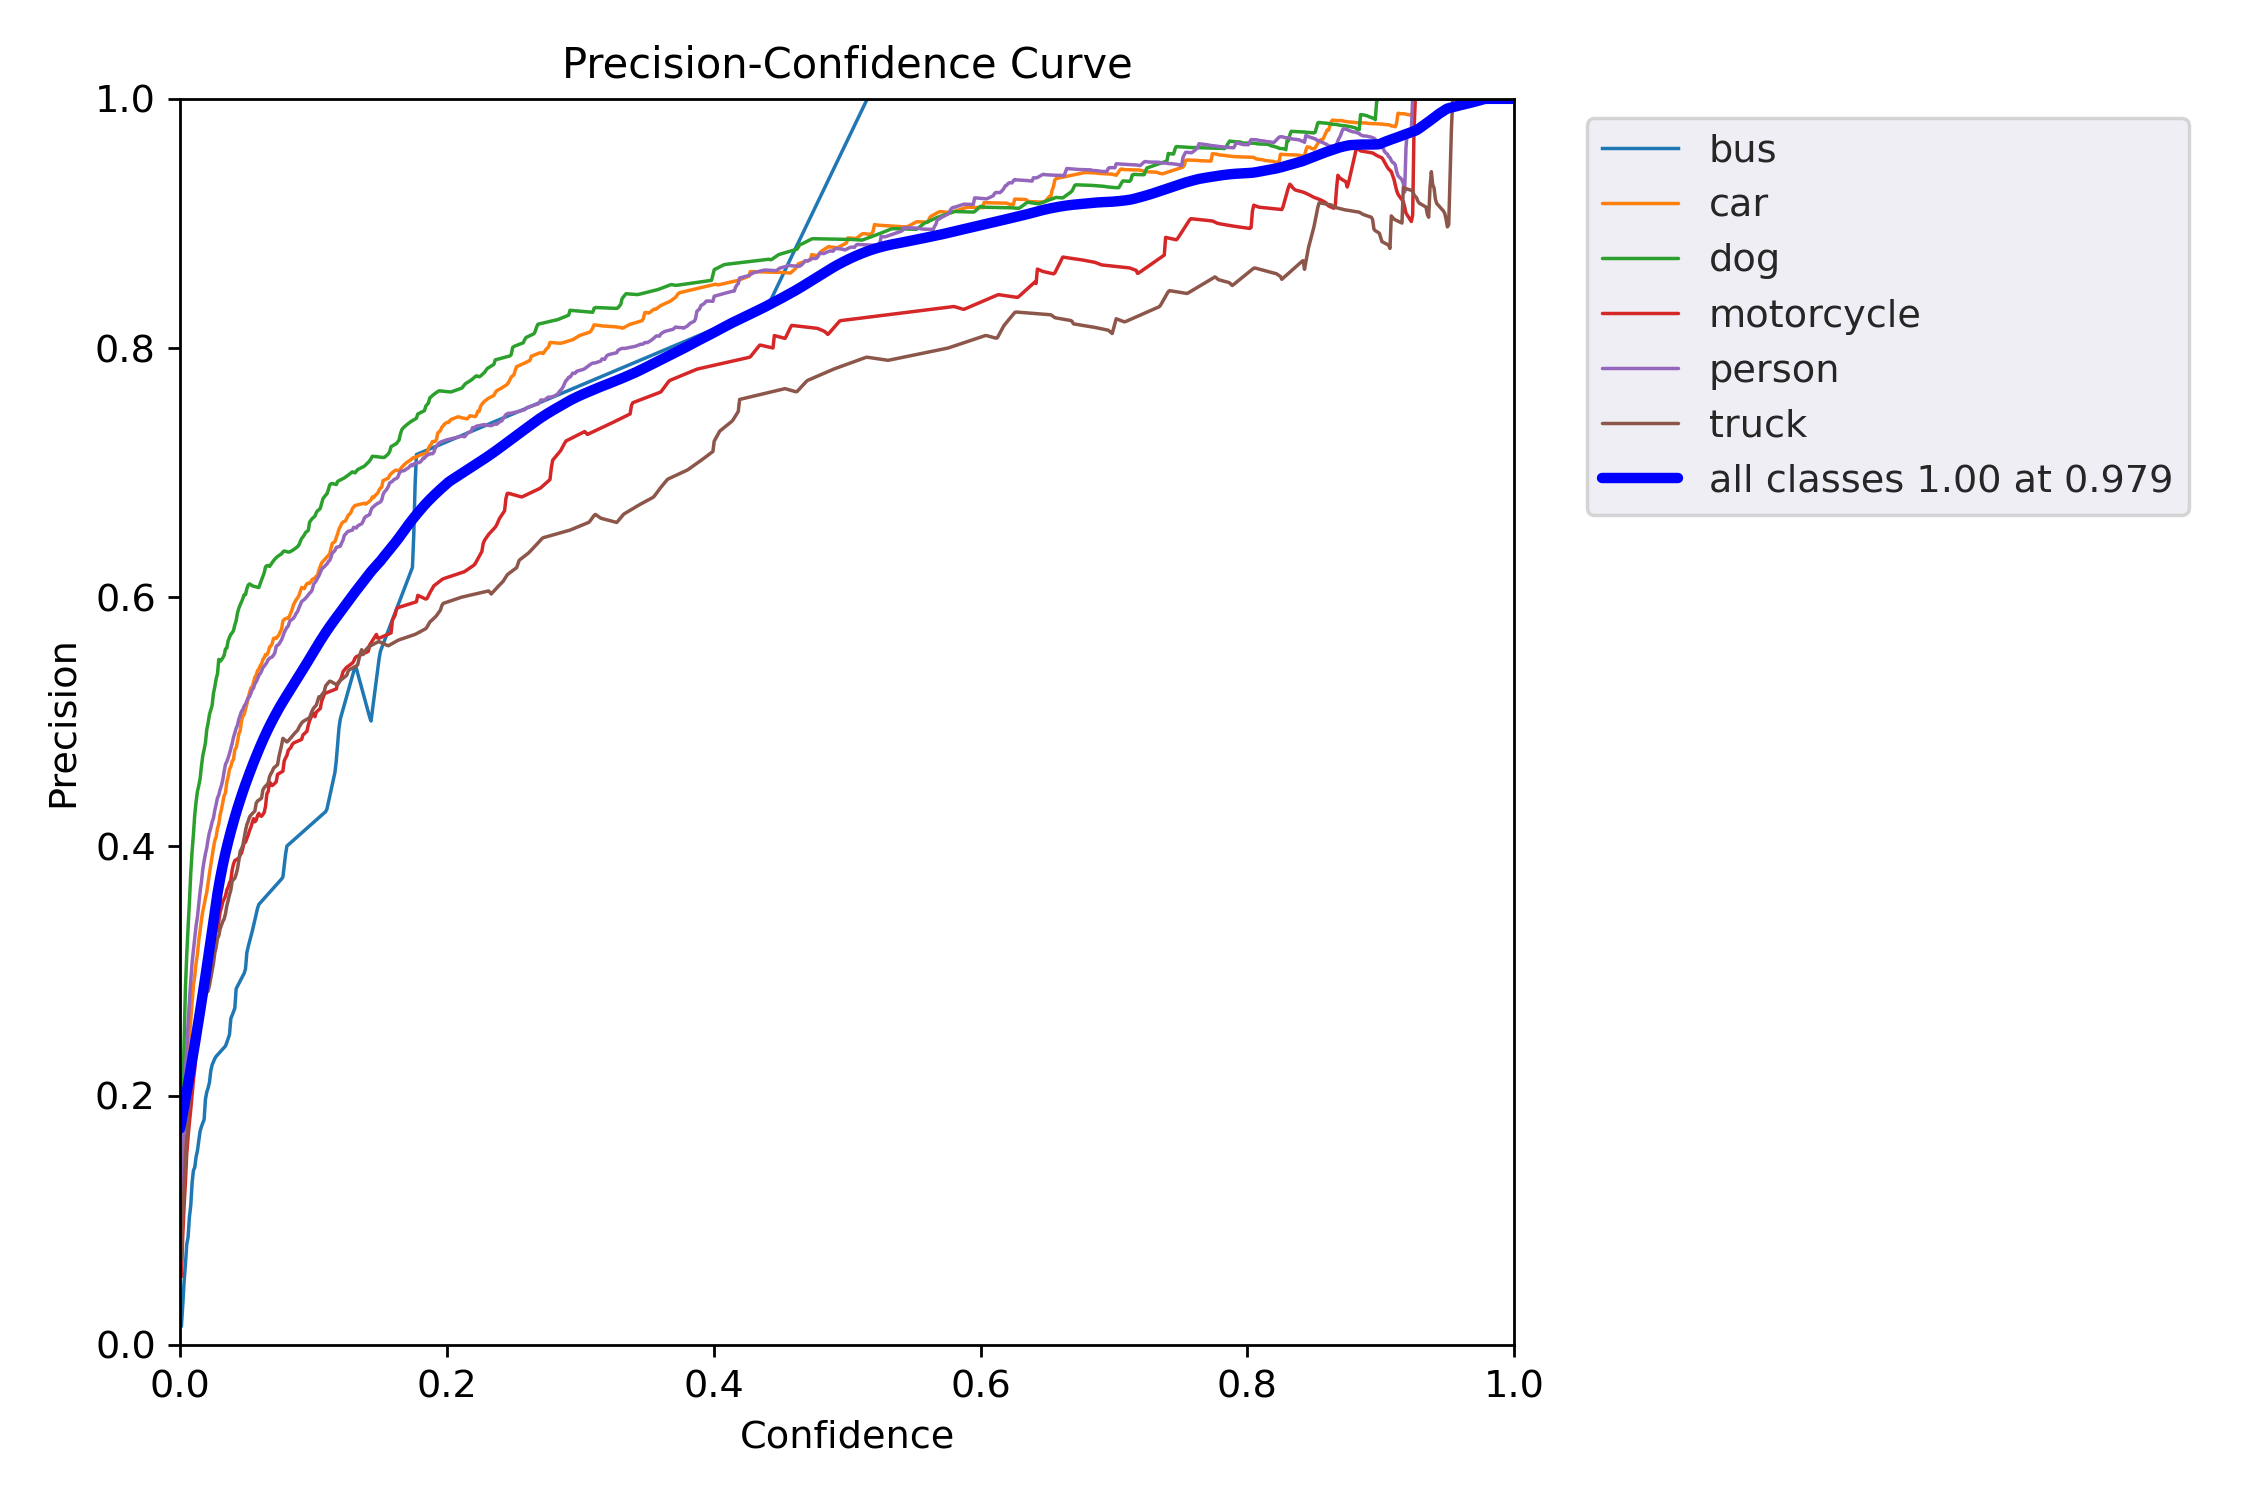 Precision-Confidence Curve
1.0
0.8
0.6
0.4
0.2
0.0
Precision
0.0 0.2 0.4 0.6 0.8 1.0
Confidence
bus
car
dog
motorcycle
person
truck
all classes 1.00 at 0.979